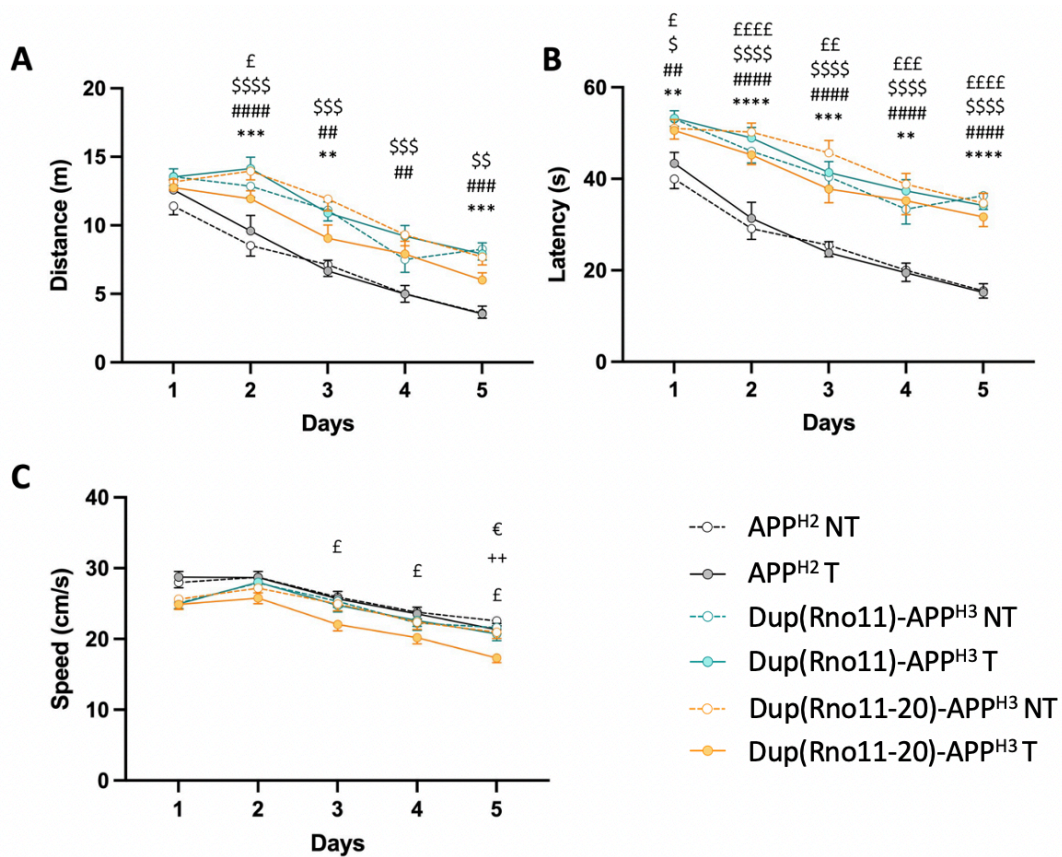 A
£
$$$$
####
***
$$$
##
**
$$$
##
$$
###
***
20
15
10
5
0
Distance (m)
1 2 3 4 5
Days
B
£
$
##
**
££££
$$$$
####
****
££
$$$$
####
***
£££
$$$$
####
**
££££
$$$$
####
****
60
40
20
0
Latency (s)
1 2 3 4 5
Days
C
£
£
€
++
£
40
30
20
10
0
Speed (cm/s)
1 2 3 4 5
Days
APPᴴ² NT
APPᴴ² T
Dup(Rno11)-APPᴴ³ NT
Dup(Rno11)-APPᴴ³ T
Dup(Rno11-20)-APPᴴ³ NT
Dup(Rno11-20)-APPᴴ³ T